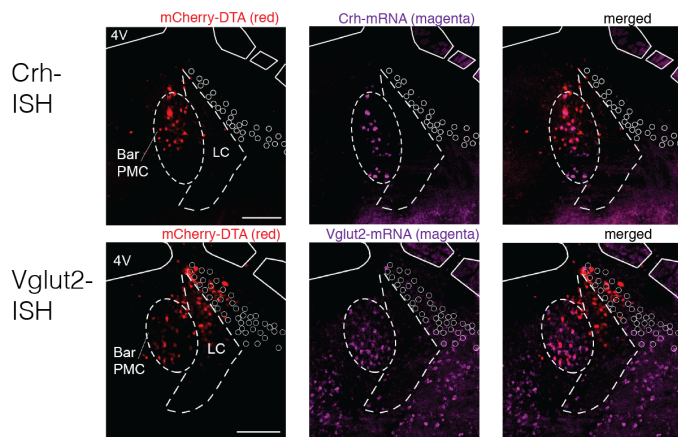 mCherry-DTA (red) Crh-mRNA (magenta) merged
4V
Crh-
ISH
Bar
PMC
LC
mCherry-DTA (red) Vglut2-mRNA (magenta) merged
4V
Vglut2-
ISH
Bar
PMC
LC